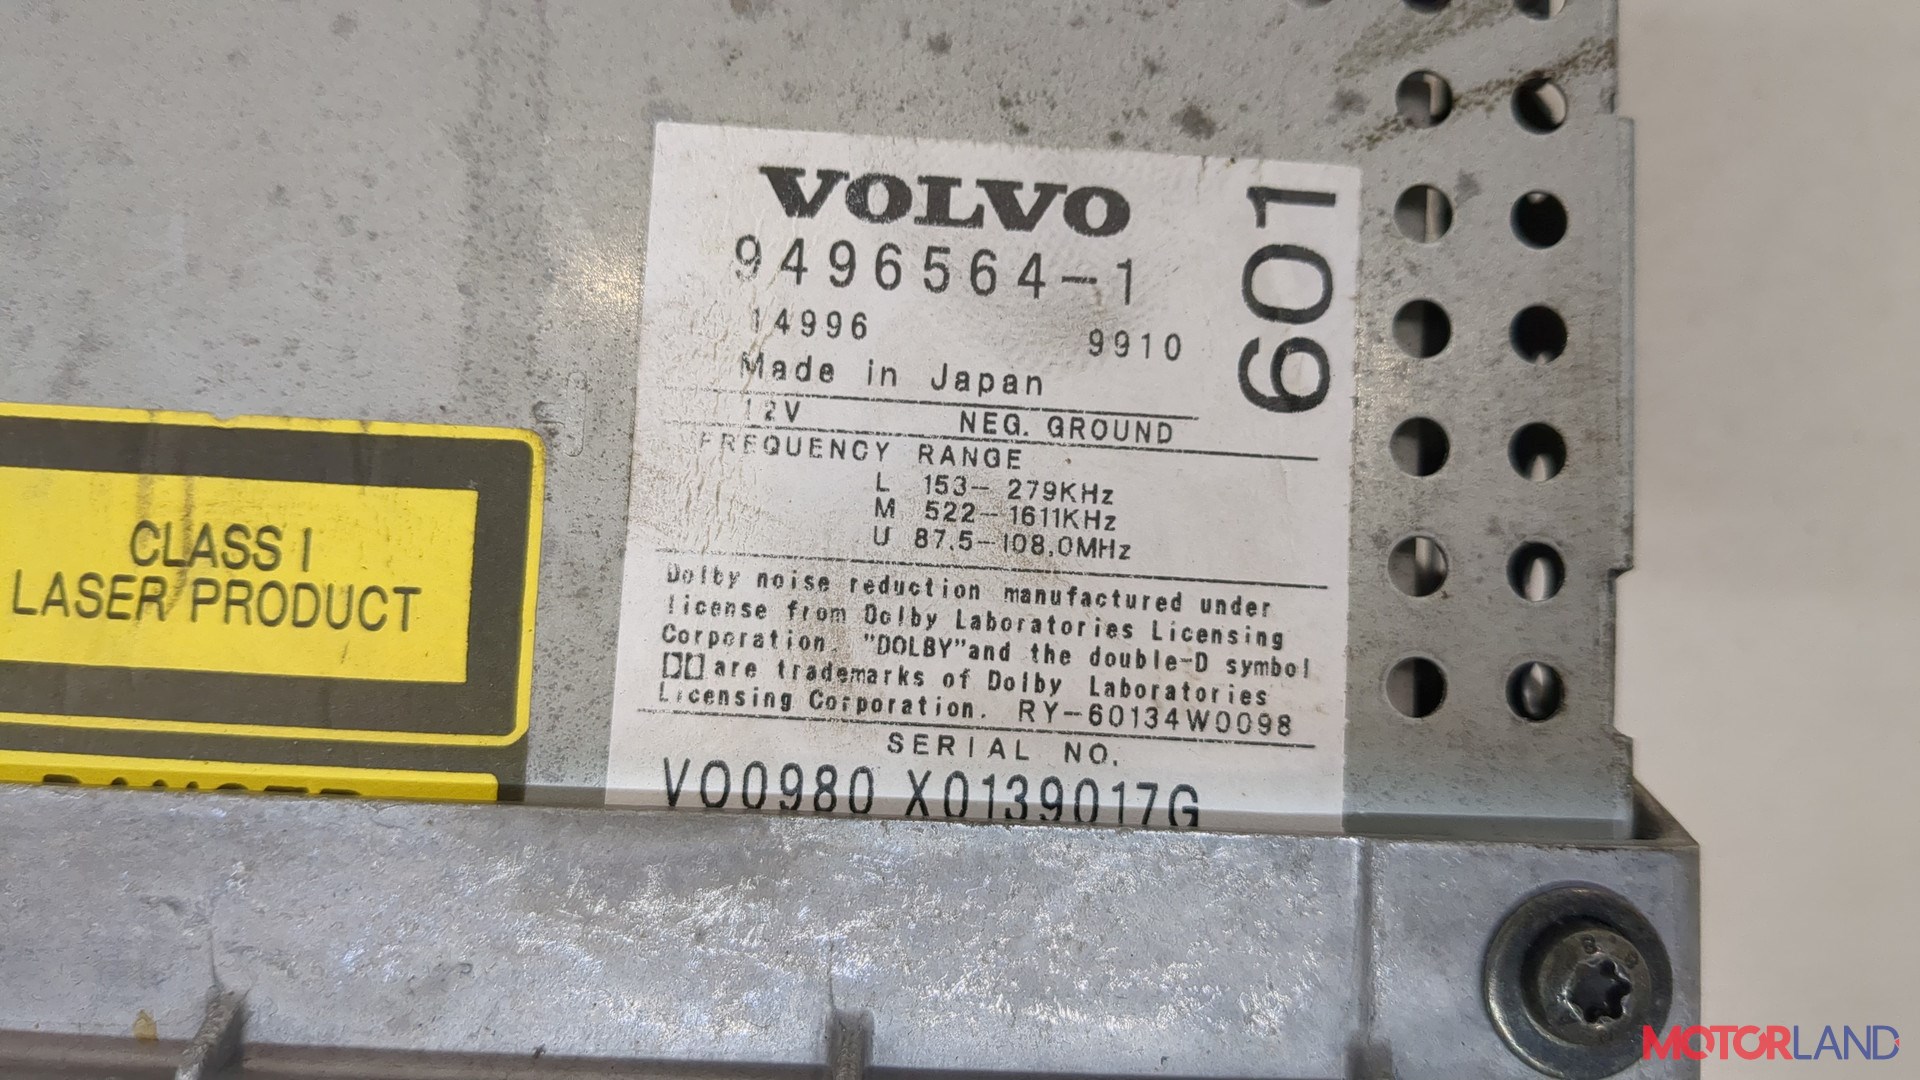 VOLVO
601
9496564-1
14996 9910
Made in Japan
12V NEG. GROUND
FREQUENCY RANGE
L 153- 279KHz
M 522-1611KHz
U 87.5-108.0MHz
Dolby noise reduction manufactured under
license from Dolby Laboratories Licensing
Corporation. "DOLBY"and the double-D symbol
are trademarks of Dolby Laboratories
Licensing Corporation. RY-60134W0098
SERIAL NO.
VO0980 X0139017G
CLASS I
LASER PRODUCT
DANGER
MOTORLAND